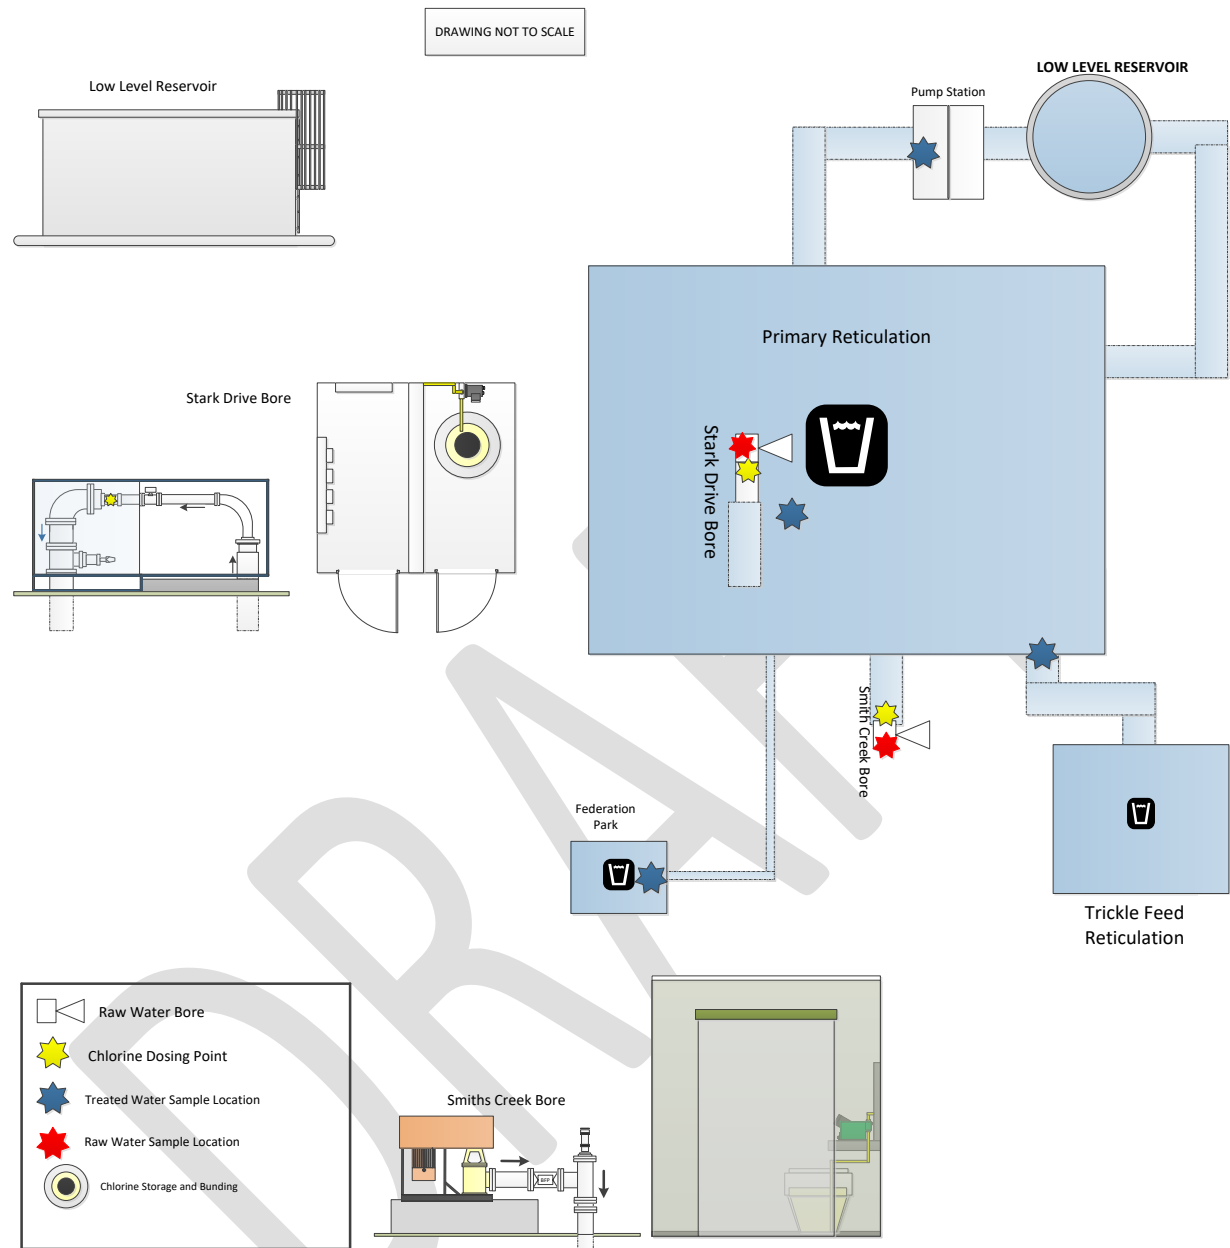 DRAWING NOT TO SCALE
Low Level Reservoir
LOW LEVEL RESERVOIR
Pump Station
Primary Reticulation
Stark Drive Bore
Stark Drive Bore
Smith Creek Bore
Federation
Park
Trickle Feed
Reticulation
Raw Water Bore
Chlorine Dosing Point
Treated Water Sample Location
Raw Water Sample Location
Chlorine Storage and Bunding
Smiths Creek Bore
BFP
DRAFT